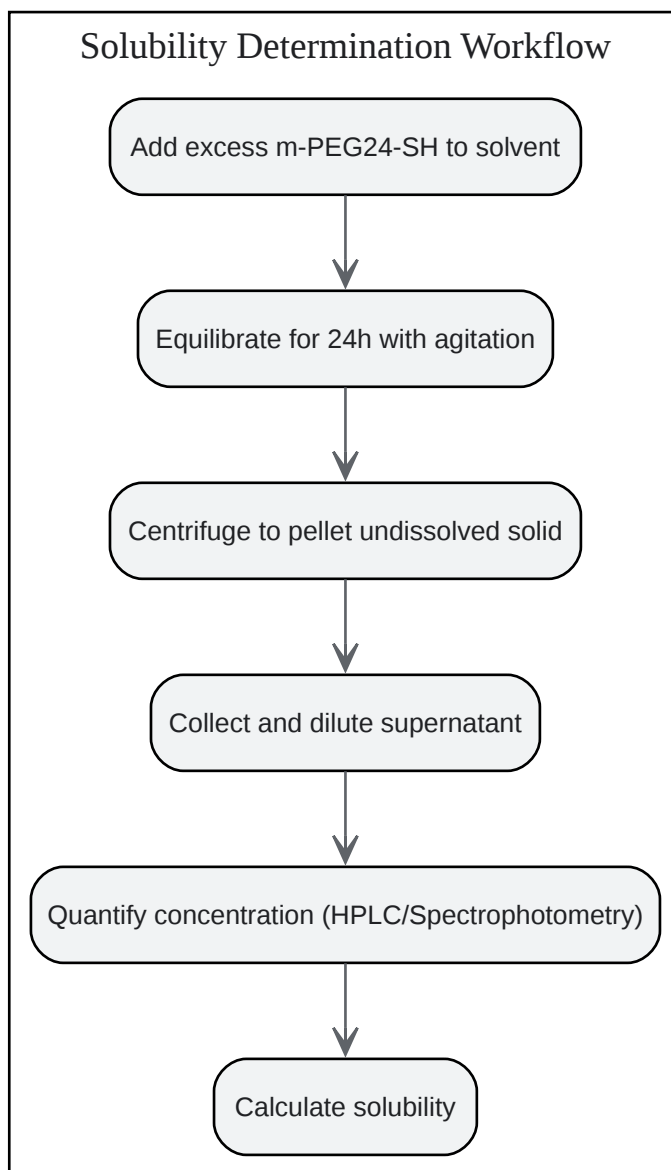 Solubility Determination Workflow
Add excess m-PEG24-SH to solvent
Equilibrate for 24h with agitation
Centrifuge to pellet undissolved solid
Collect and dilute supernatant
Quantify concentration (HPLC/Spectrophotometry)
Calculate solubility